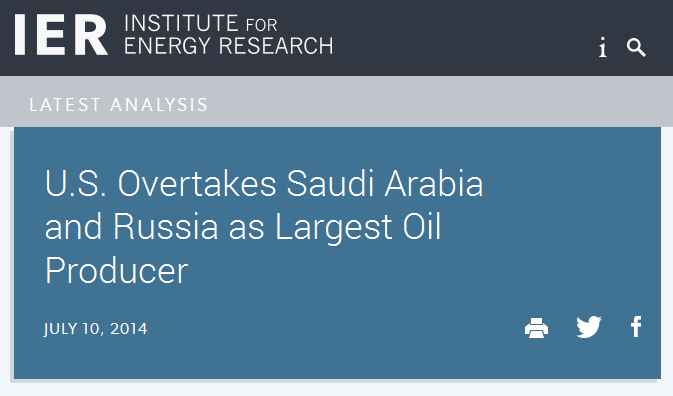 IER INSTITUTE FOR
ENERGY RESEARCH
i
LATEST ANALYSIS
U.S. Overtakes Saudi Arabia
and Russia as Largest Oil
Producer
JULY 10, 2014